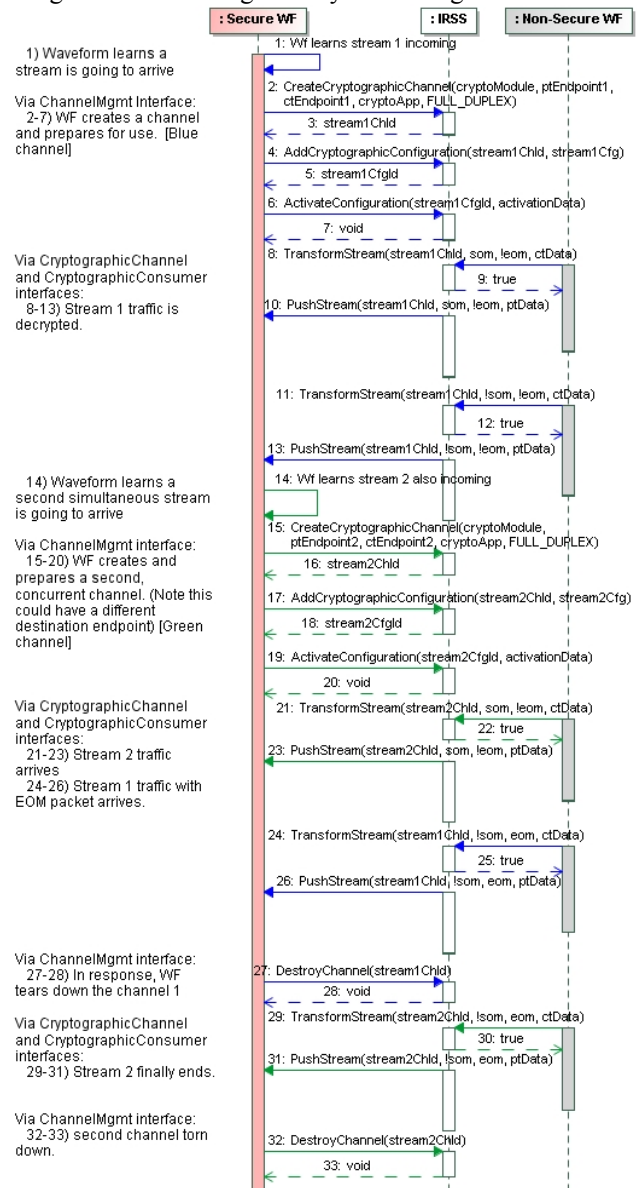 : Secure WF
: IRSS
: Non-Secure WF
1) Waveform learns a
stream is going to arrive
1: Wf learns stream 1 incoming
Via ChannelMgmt Interface:
2-7) WF creates a channel
and prepares for use. [Blue
channel]
2: CreateCryptographicChannel(cryptoModule, ptEndpoint1,
ctEndpoint1, cryptoApp, FULL_DUPLEX)
3: stream1ChId
4: AddCryptographicConfiguration(stream1ChId, stream1Cfg)
5: stream1CfgId
6: ActivateConfiguration(stream1CfgId, activationData)
7: void
Via CryptographicChannel
and CryptographicConsumer
interfaces:
8-13) Stream 1 traffic is
decrypted.
8: TransformStream(stream1ChId, som, !eom, ctData)
9: true
10: PushStream(stream1ChId, som, !eom, ptData)
11: TransformStream(stream1ChId, !som, !eom, ctData)
12: true
13: PushStream(stream1ChId, !som, !eom, ptData)
14) Waveform learns a
second simultaneous stream
is going to arrive
14: Wf learns stream 2 also incoming
Via ChannelMgmt interface:
15-20) WF creates and
prepares a second,
concurrent channel. (Note this
could have a different
destination endpoint) [Green
channel]
15: CreateCryptographicChannel(cryptoModule,
ptEndpoint2, ctEndpoint2, cryptoApp, FULL_DUPLEX)
16: stream2ChId
17: AddCryptographicConfiguration(stream2ChId, stream2Cfg)
18: stream2CfgId
19: ActivateConfiguration(stream2CfgId, activationData)
20: void
Via CryptographicChannel
and CryptographicConsumer
interfaces:
21-23) Stream 2 traffic
arrives
24-26) Stream 1 traffic with
EOM packet arrives.
21: TransformStream(stream2ChId, som, !eom, ctData)
22: true
23: PushStream(stream2ChId, som, !eom, ptData)
24: TransformStream(stream1ChId, !som, eom, ctData)
25: true
26: PushStream(stream1ChId, !som, eom, ptData)
Via ChannelMgmt interface:
27-28) In response, WF
tears down the channel 1
27: DestroyChannel(stream1ChId)
28: void
Via CryptographicChannel
and CryptographicConsumer
interfaces:
29-31) Stream 2 finally ends.
29: TransformStream(stream2ChId, !som, eom, ctData)
30: true
31: PushStream(stream2ChId, !som, eom, ptData)
Via ChannelMgmt interface:
32-33) second channel torn
down.
32: DestroyChannel(stream2ChId)
33: void